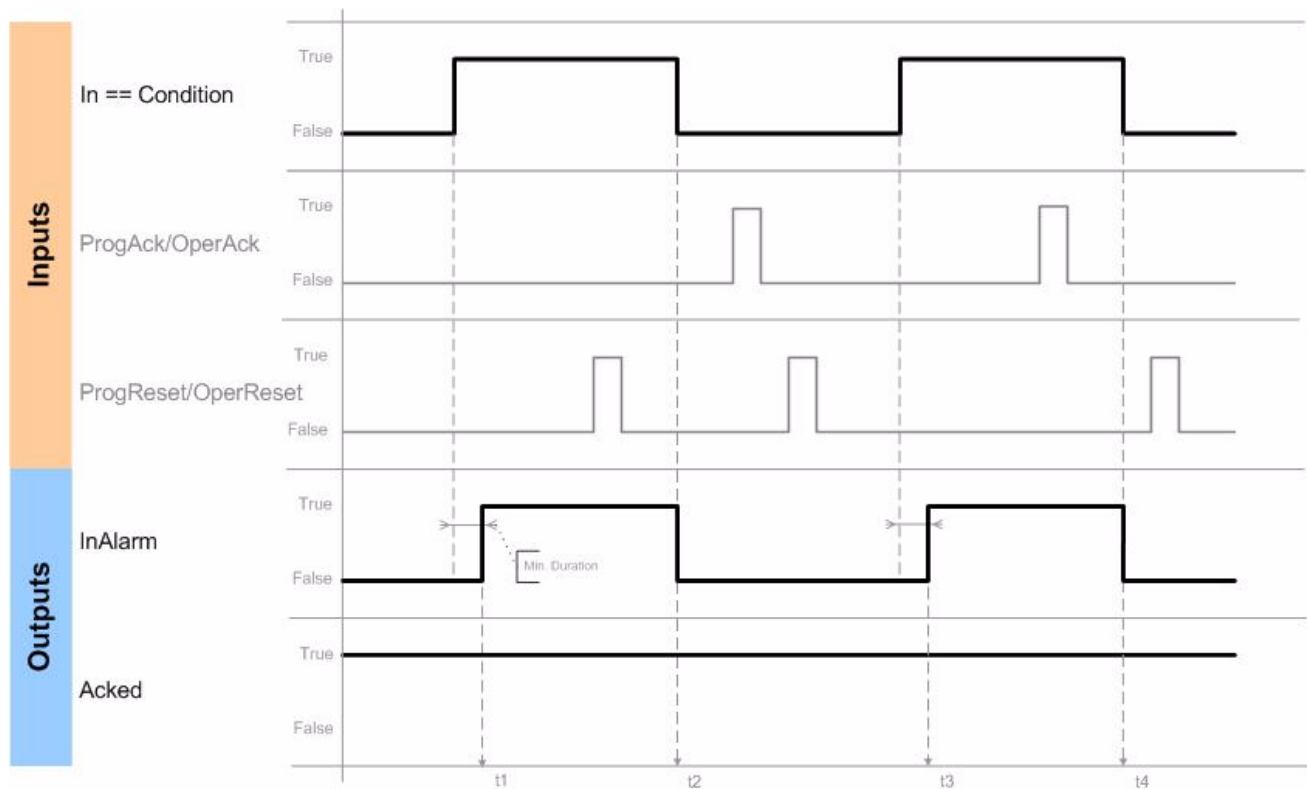 Inputs
In == Condition
True
False
ProgAck/OperAck
True
False
ProgReset/OperReset
True
False
Outputs
InAlarm
True
False
Min. Duration
Acked
True
False
t1
t2
t3
t4